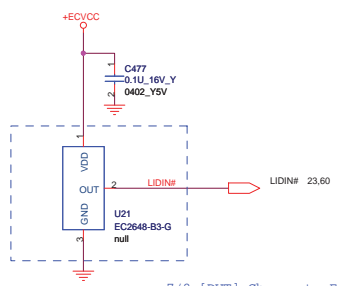 +ECVCC
1
C477
0.1U_16V_Y
2
0402_Y5V
1
VDD
OUT
2
LIDIN#
LIDIN# 23,60
GND
U21
EC2648-B3-G
3
null